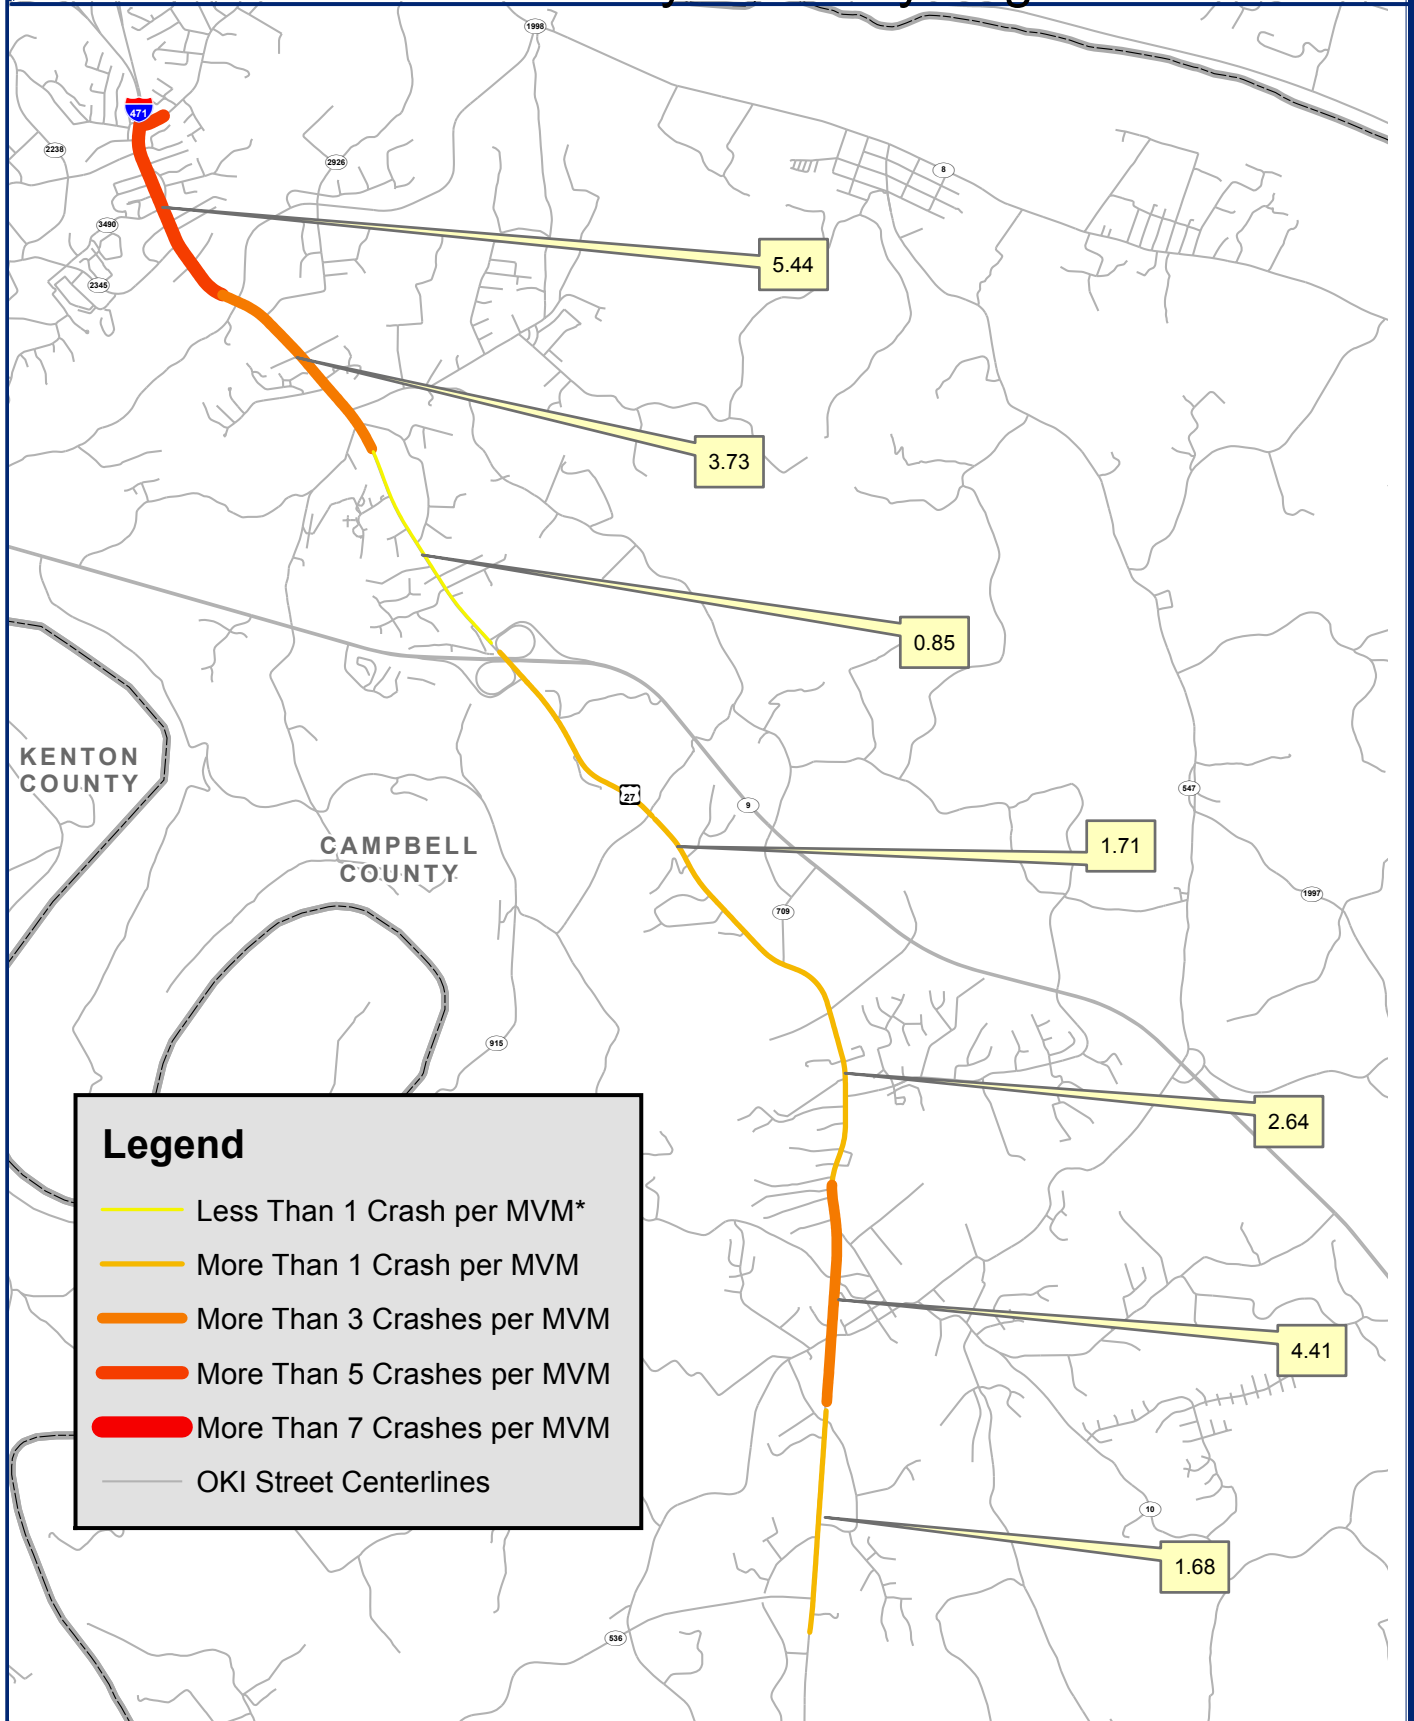 1998
471
2238
2926
8
3490
2345
5.44
3.73
0.85
KENTON
COUNTY
27
9
547
CAMPBELL
COUNTY
1.71
1997
709
915
2.64
Legend
Less Than 1 Crash per MVM*
More Than 1 Crash per MVM
More Than 3 Crashes per MVM
More Than 5 Crashes per MVM
More Than 7 Crashes per MVM
OKI Street Centerlines
4.41
10
1.68
536